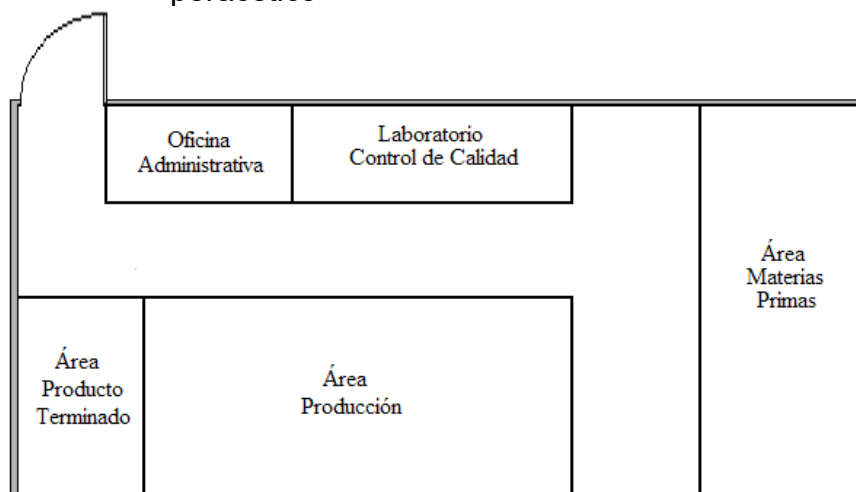 Oficina
Administrativa
Laboratorio
Control de Calidad
Área
Materias
Primas
Área
Producto
Terminado
Área
Producción